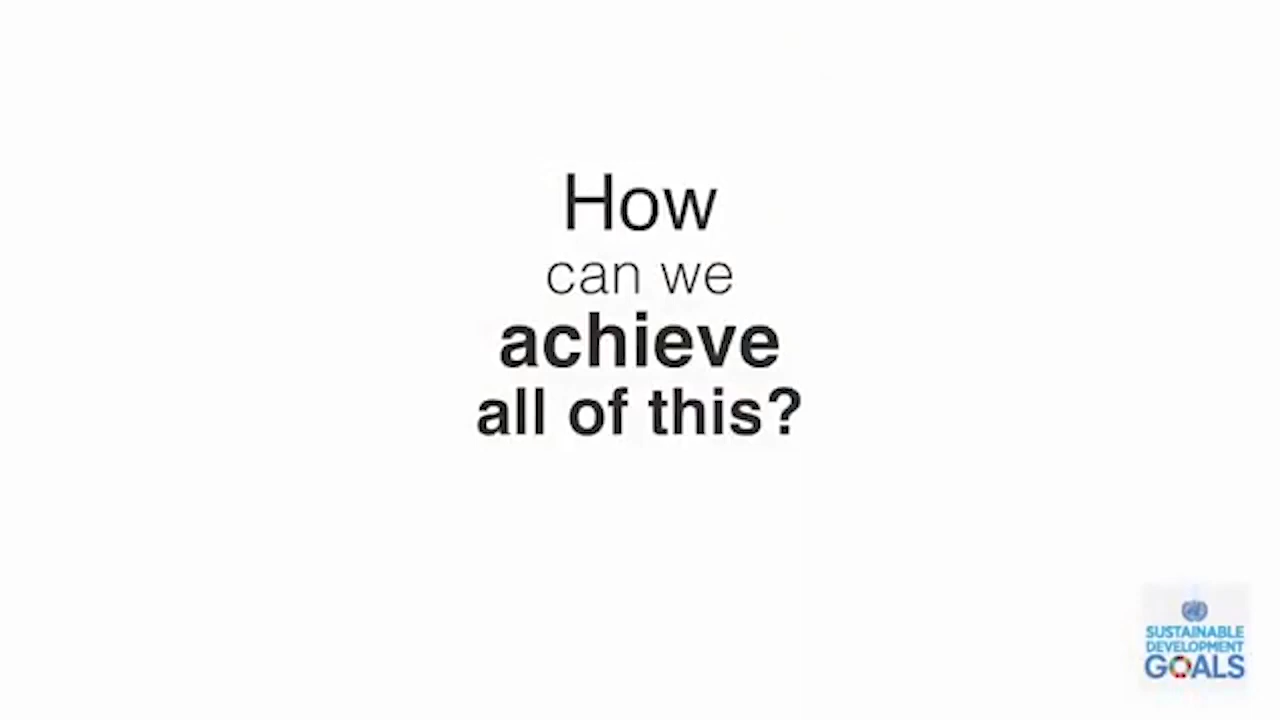 How
can we
achieve
all of this?
SUSTAINABLE
DEVELOPMENT
GOALS